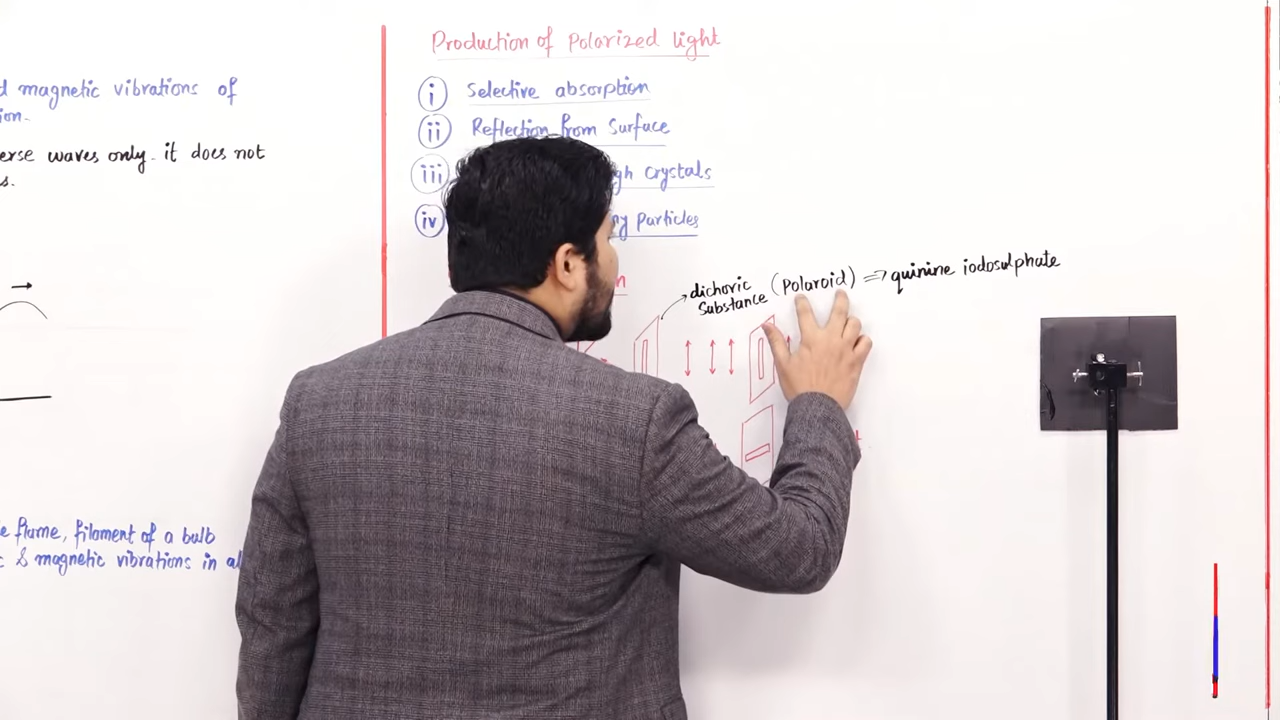 magnetic vibrations of
ion.
erse waves only. it does not
s.
e flame, filament of a bulb
& magnetic vibrations in al
Production of Polarized light
i Selective absorption
ii Reflection from Surface
iii gh Crystals
iv ny Particles
n
dichoric
Substance (Polaroid) => quinine iodosulphate